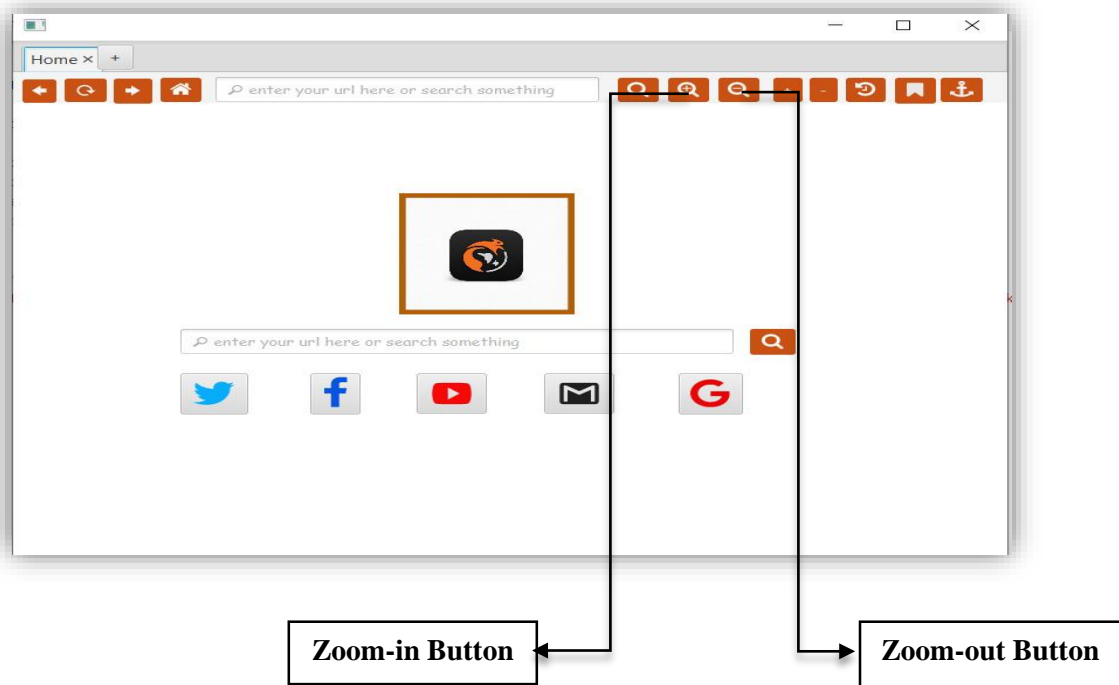 Home × +
enter your url here or search something
+ -
enter your url here or search something
Zoom-in Button
Zoom-out Button